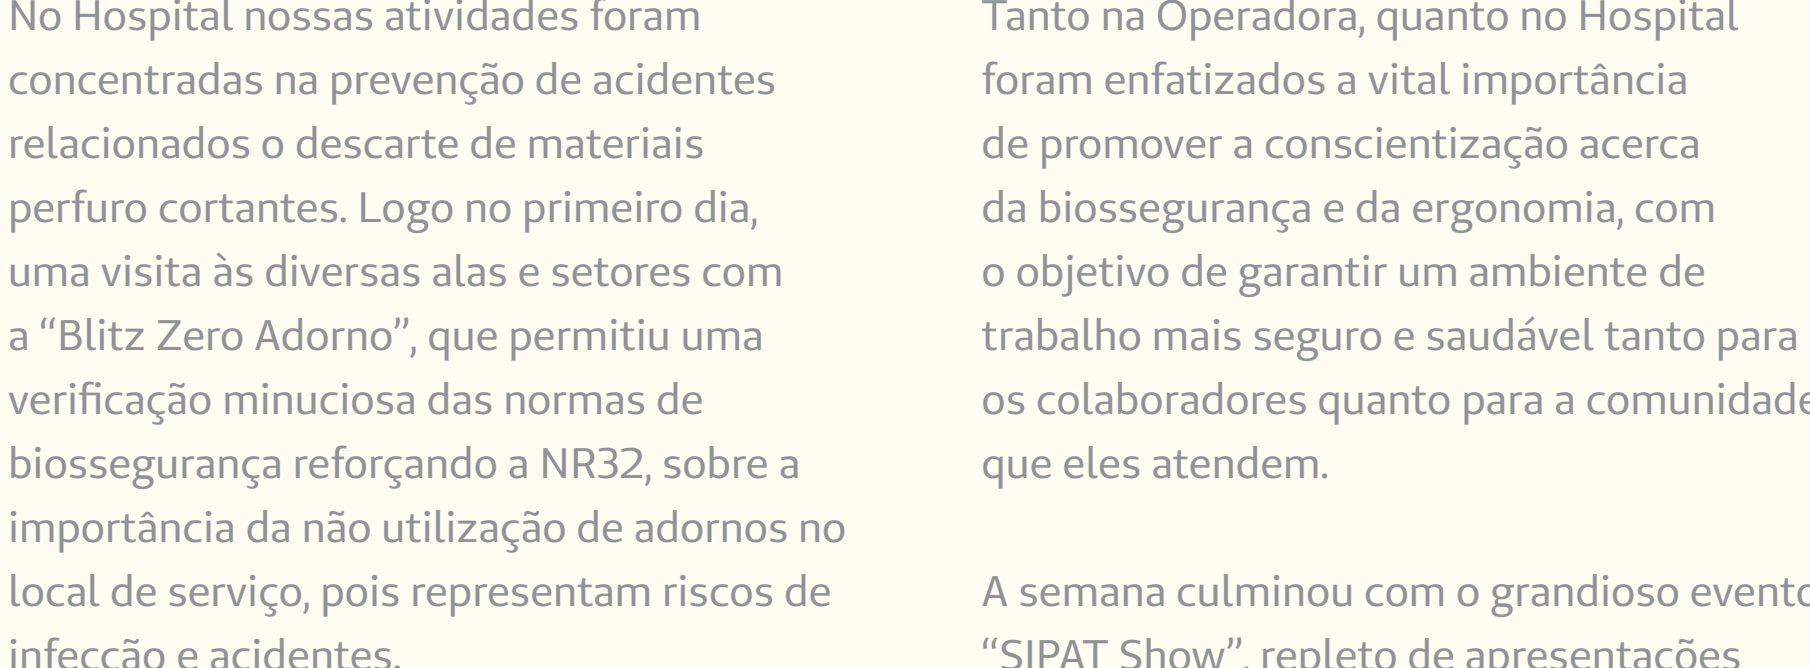 No Hospital nossas atividades foram
concentradas na prevenção de acidentes
relacionados o descarte de materiais
perfuro cortantes. Logo no primeiro dia,
uma visita às diversas alas e setores com
a “Blitz Zero Adorno”, que permitiu uma
verificação minuciosa das normas de
biossegurança reforçando a NR32, sobre a
importância da não utilização de adornos no
local de serviço, pois representam riscos de
infecção e acidentes.
Tanto na Operadora, quanto no Hospital
foram enfatizados a vital importância
de promover a conscientização acerca
da biossegurança e da ergonomia, com
o objetivo de garantir um ambiente de
trabalho mais seguro e saudável tanto para
os colaboradores quanto para a comunidade
que eles atendem.
A semana culminou com o grandioso evento
“SIPAT Show”, repleto de apresentações